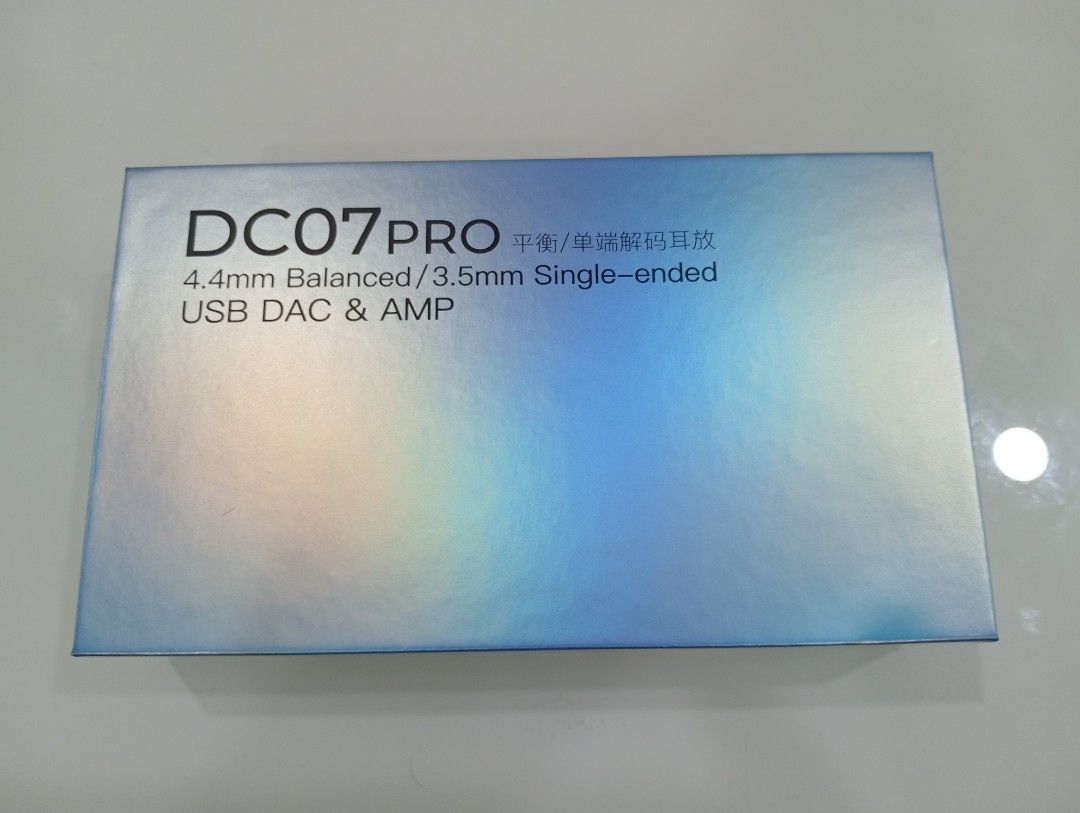 DC07PRO 平衡/单端解码耳放
4.4mm Balanced/3.5mm Single-ended
USB DAC & AMP